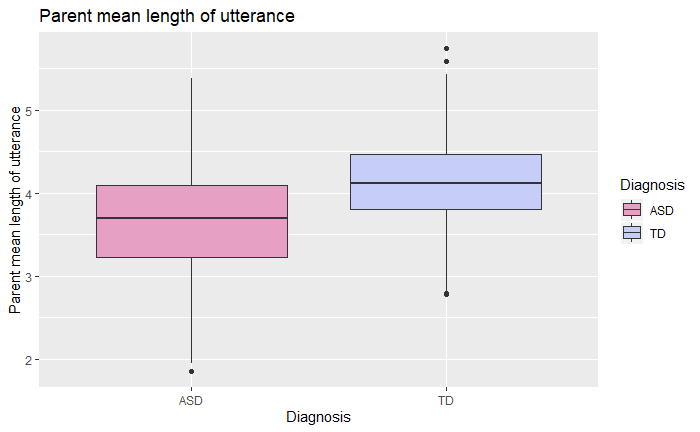 Parent mean length of utterance
Parent mean length of utterance
5
4
3
2
ASD
TD
Diagnosis
Diagnosis
ASD
TD